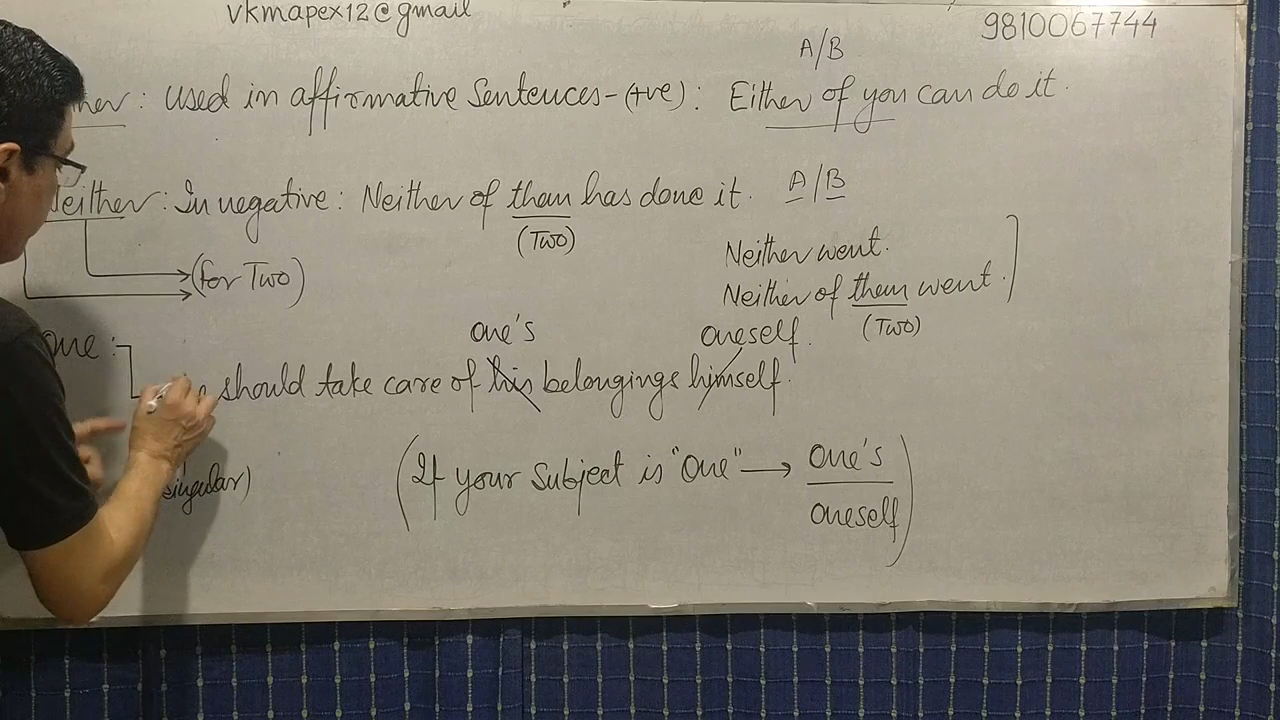 vkmapex12@gmail
9810067744
A/B
her: used in affirmative Sentences-(+ve): Either of you can do it.
Neither: In negative: Neither of them has done it. A/B
(Two)
(for Two)
Neither went.
Neither of them went.
(Two)
One:
one's oneself.
should take care of his belongings himself.
singular)
(If your Subject is "One" → one's
oneself)